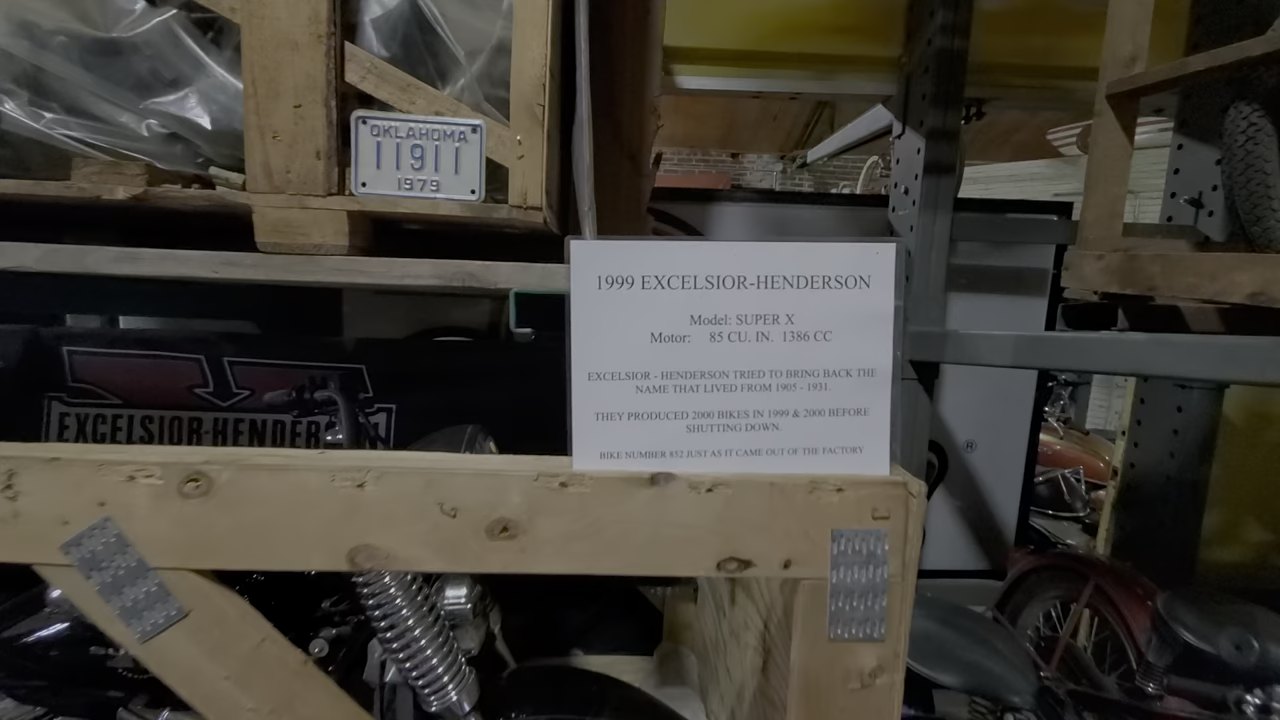 OKLAHOMA
11911
1979
1999 EXCELSIOR-HENDERSON
Model: SUPER X
Motor: 85 CU. IN. 1386 CC
EXCELSIOR - HENDERSON TRIED TO BRING BACK THE
NAME THAT LIVED FROM 1905 - 1931.
THEY PRODUCED 2000 BIKES IN 1999 & 2000 BEFORE
SHUTTING DOWN.
BIKE NUMBER 852 JUST AS IT CAME OUT OF THE FACTORY
X
EXCELSIOR-HENDER
®